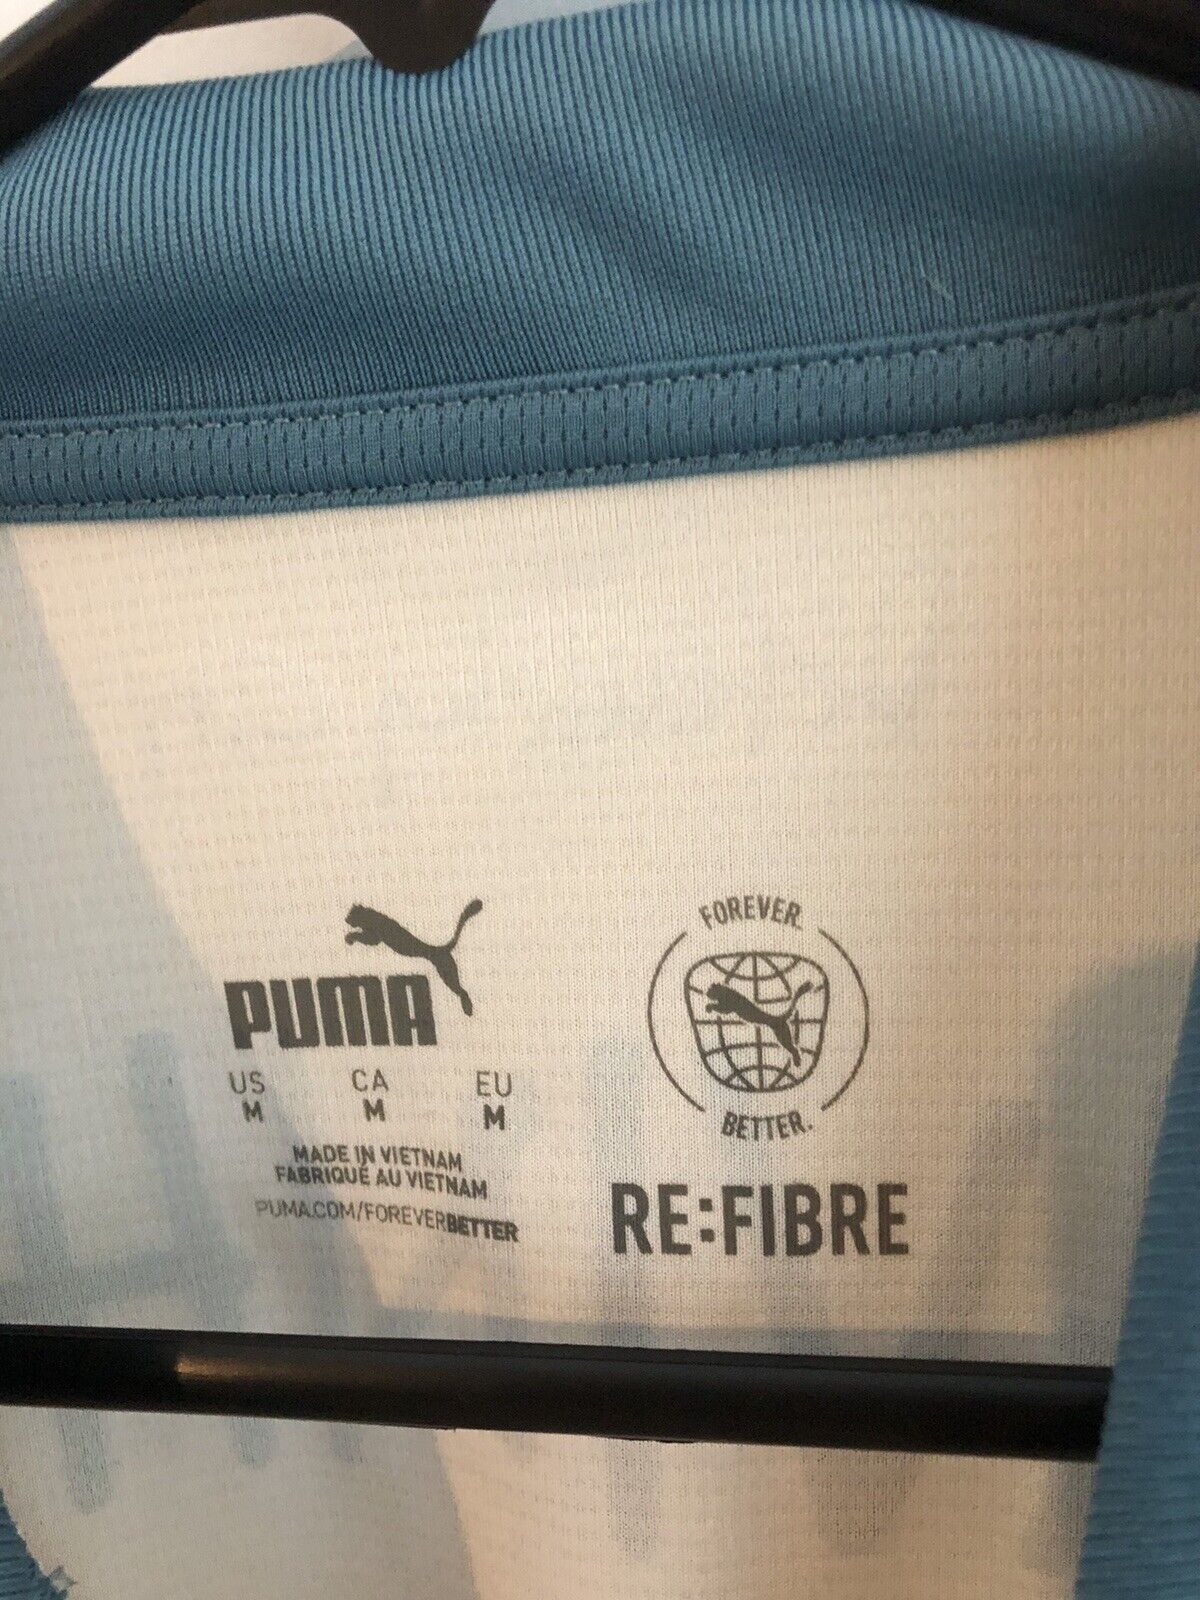 PUMA
US CA EU
M M M
MADE IN VIETNAM
FABRIQUÉ AU VIETNAM
PUMA.COM/FOREVERBETTER
FOREVER.
BETTER.
RE:FIBRE